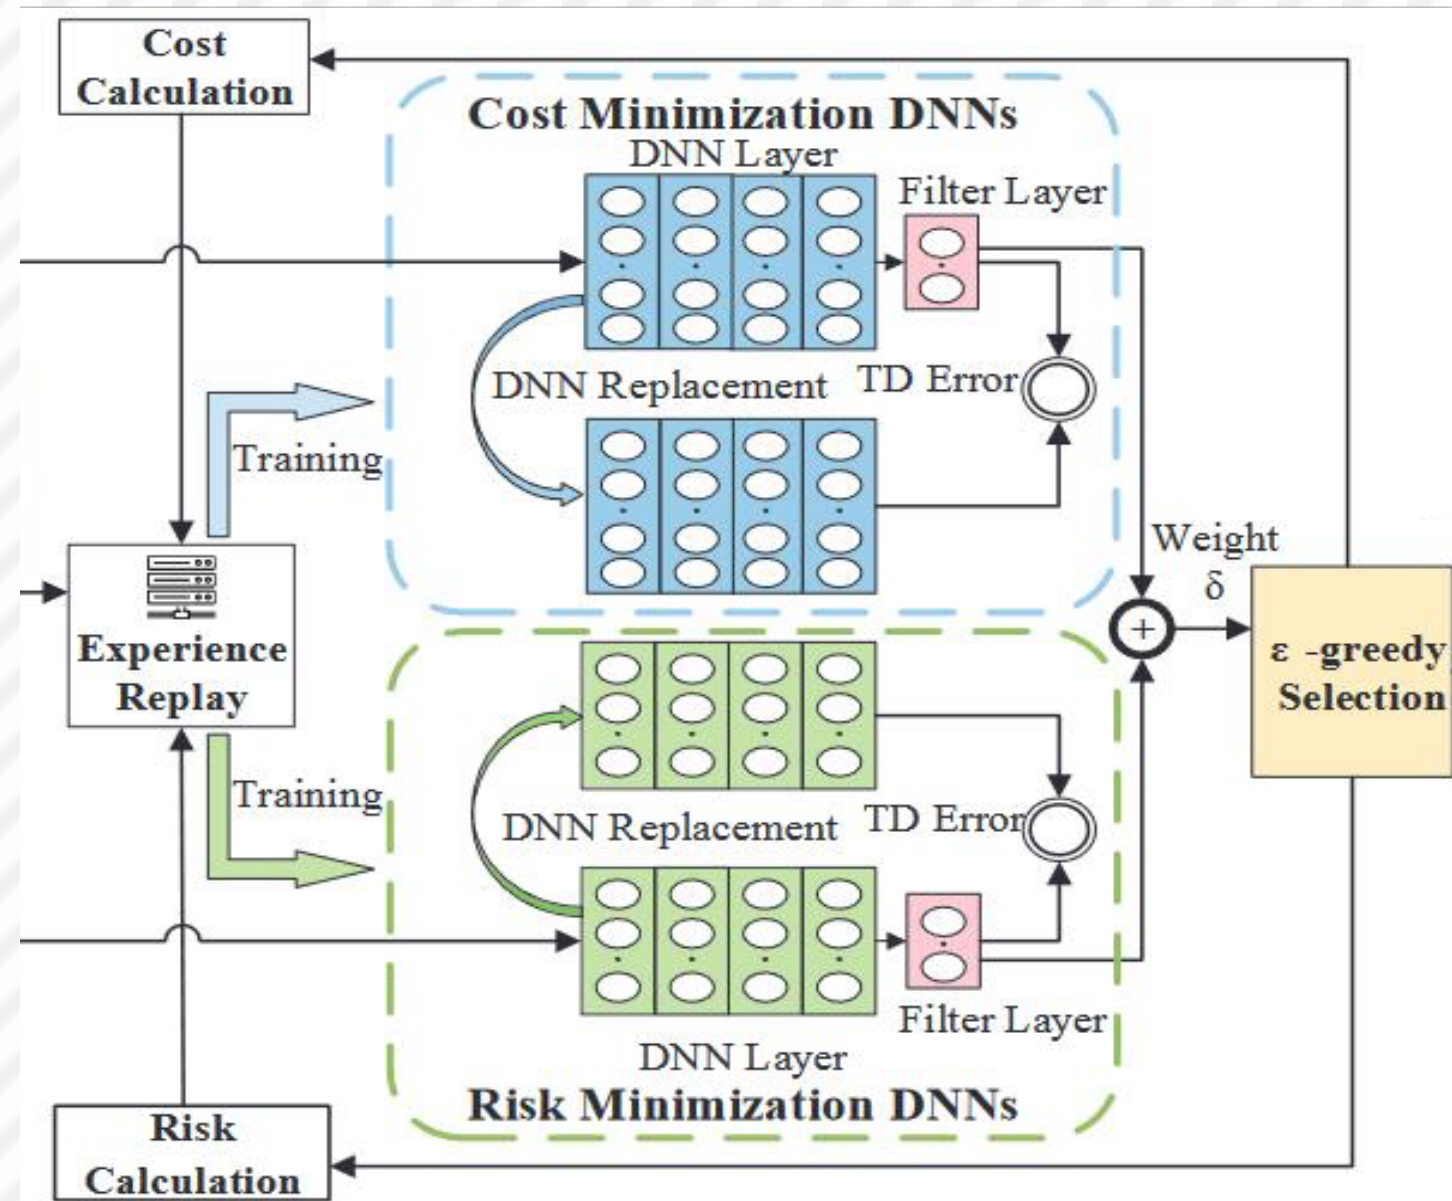 Cost
Calculation
Cost Minimization DNNs
DNN Layer
Filter Layer
DNN Replacement
TD Error
Training
Weight
δ
+
ε -greedy
Selection
Experience
Replay
Training
DNN Replacement
TD Error
Filter Layer
DNN Layer
Risk Minimization DNNs
Risk
Calculation